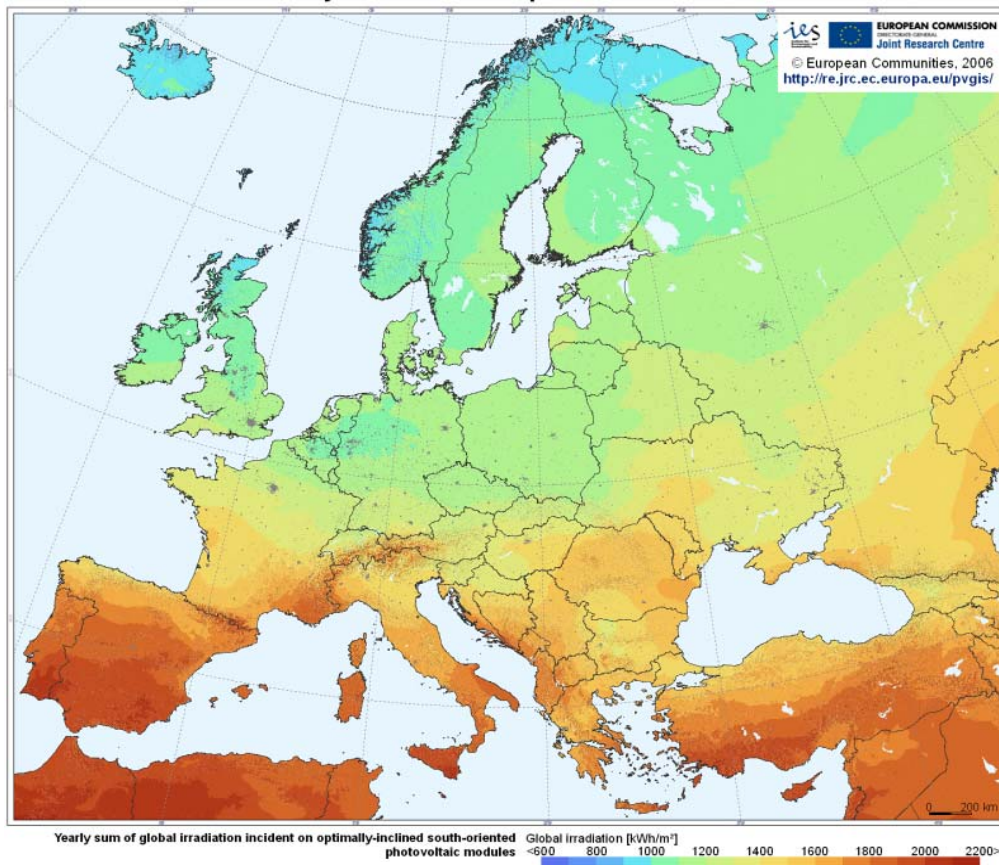 ies
EUROPEAN COMMISSION
DIRECTORATE-GENERAL
Joint Research Centre
© European Communities, 2006
http://re.jrc.ec.europa.eu/pvgis/
0 200 km
Yearly sum of global irradiation incident on optimally-inclined south-oriented
photovoltaic modules
Global irradiation [kWh/m²]
<600 800 1000 1200 1400 1600 1800 2000 2200>